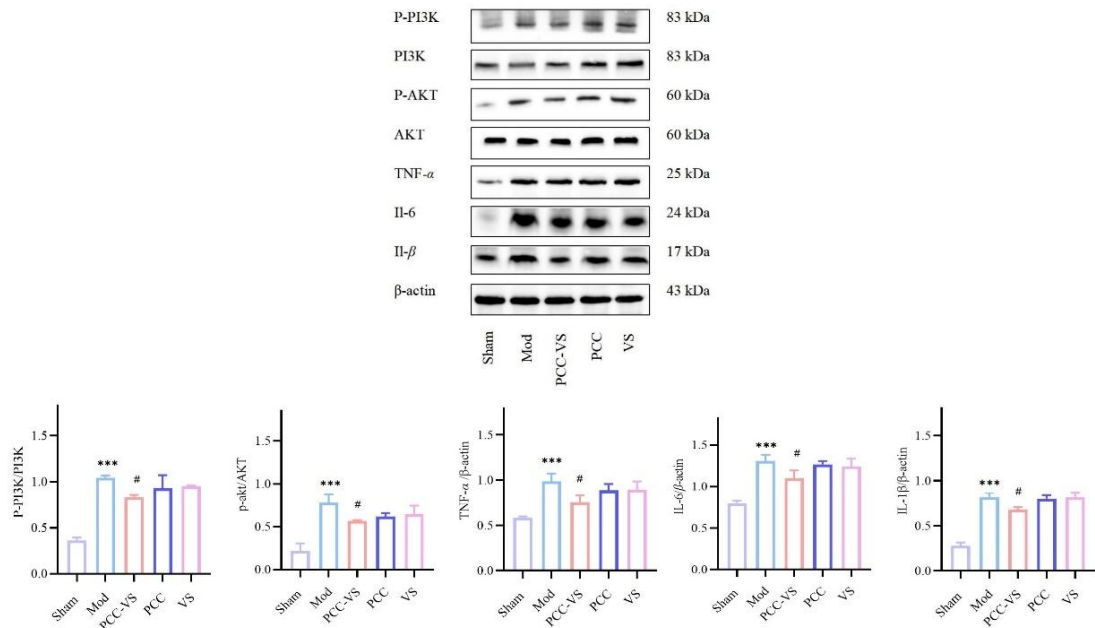 P-PI3K 83 kDa
PI3K 83 kDa
P-AKT 60 kDa
AKT 60 kDa
TNF-α 25 kDa
Il-6 24 kDa
Il-β 17 kDa
β-actin 43 kDa
Sham Mod PCC-VS PCC VS
P-PI3K/PI3K
1.5
1.0
0.5
0.0
***
#
Sham Mod PCC-VS PCC VS
p-akt/AKT
1.5
1.0
0.5
0.0
***
#
Sham Mod PCC-VS PCC VS
TNF-α /β-actin
1.5
1.0
0.5
0.0
***
#
Sham Mod PCC-VS PCC VS
IL-6/β-actin
1.5
1.0
0.5
0.0
***
#
Sham Mod PCC-VS PCC VS
IL-1β/β-actin
1.5
1.0
0.5
0.0
***
#
Sham Mod PCC-VS PCC VS